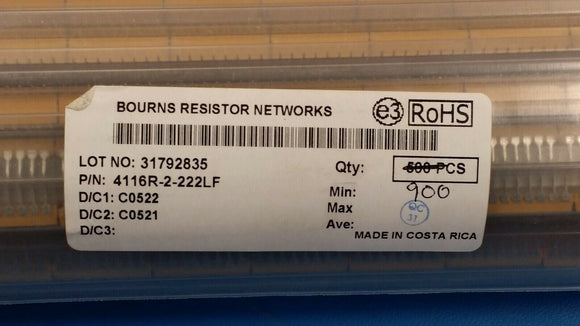 BOURNS RESISTOR NETWORKS e3 RoHS
LOT NO: 31792835
P/N: 4116R-2-222LF
D/C1: C0522
D/C2: C0521
D/C3:
Qty: 500 PCS
Min: 900
Max QC
31
Ave:
MADE IN COSTA RICA